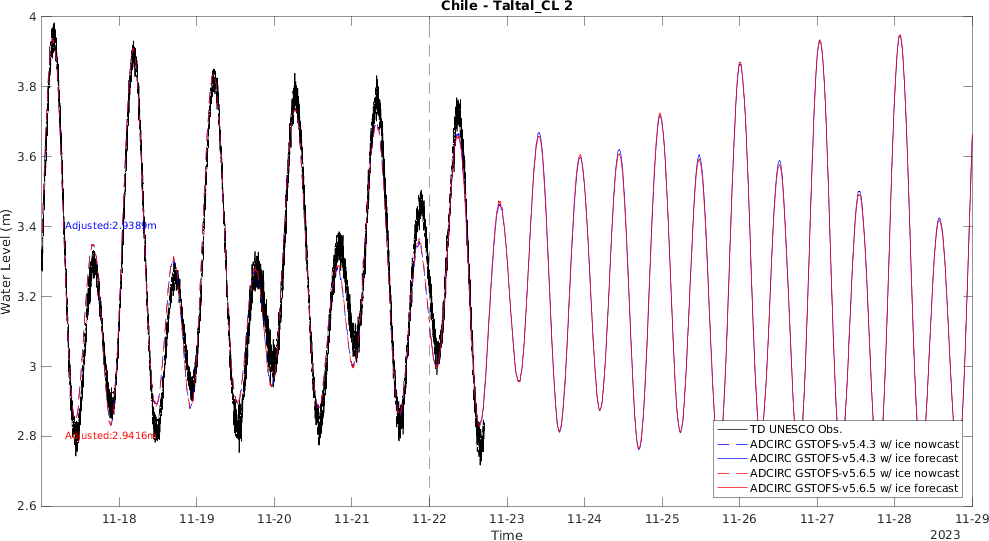 Chile - Taltal_CL 2
Water Level (m)
4
3.8
3.6
3.4
3.2
3
2.8
2.6
Adjusted:2.9389m
Adjusted:2.9416m
TD UNESCO Obs.
ADCIRC GSTOFS-v5.4.3 w/ ice nowcast
ADCIRC GSTOFS-v5.4.3 w/ ice forecast
ADCIRC GSTOFS-v5.6.5 w/ ice nowcast
ADCIRC GSTOFS-v5.6.5 w/ ice forecast
11-18 11-19 11-20 11-21 11-22 11-23 11-24 11-25 11-26 11-27 11-28 11-29
Time
2023